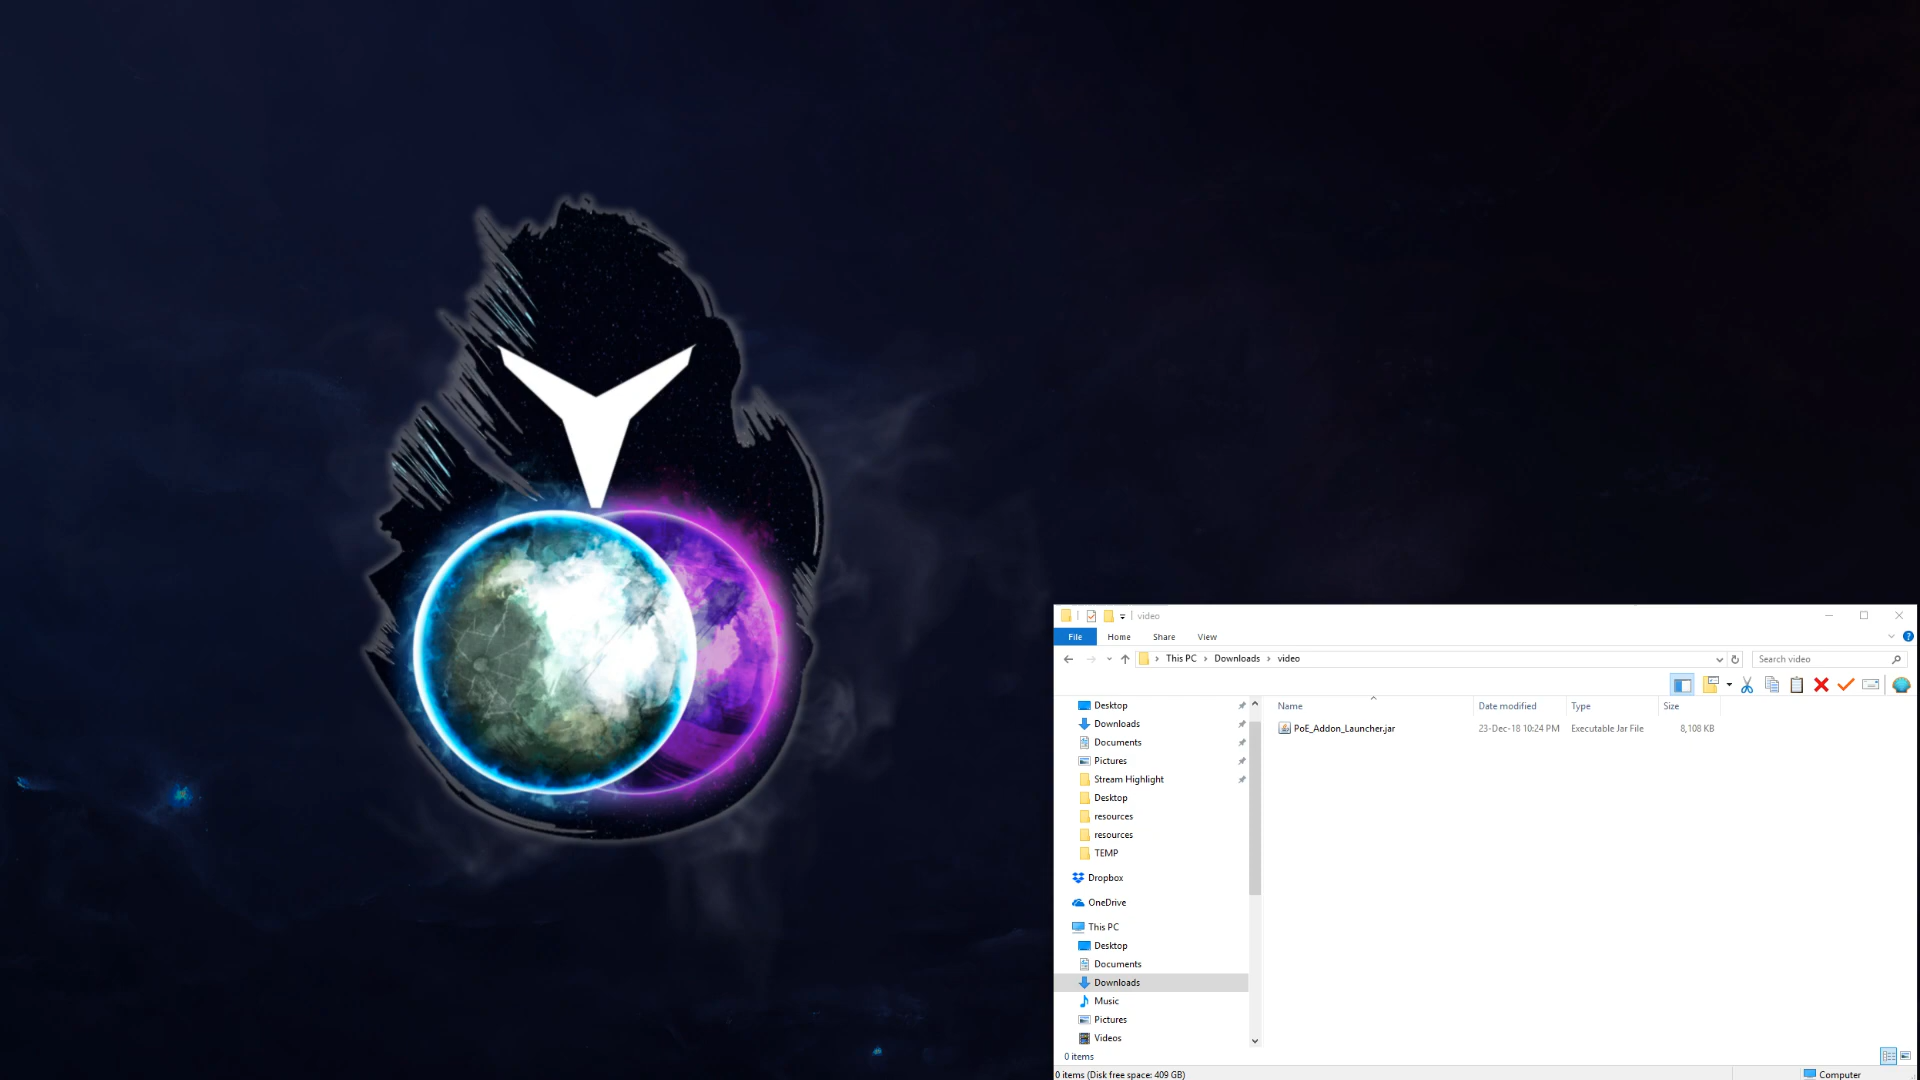 video
File Home Share View
This PC Downloads video
Search video
Name Date modified Type Size
PoE_Addon_Launcher.jar 23-Dec-18 10:24 PM Executable Jar File 8,108 KB
Desktop
Downloads
Documents
Pictures
Stream Highlight
Desktop
resources
resources
TEMP
Dropbox
OneDrive
This PC
Desktop
Documents
Downloads
Music
Pictures
Videos
0 items
0 items (Disk free space: 409 GB) Computer